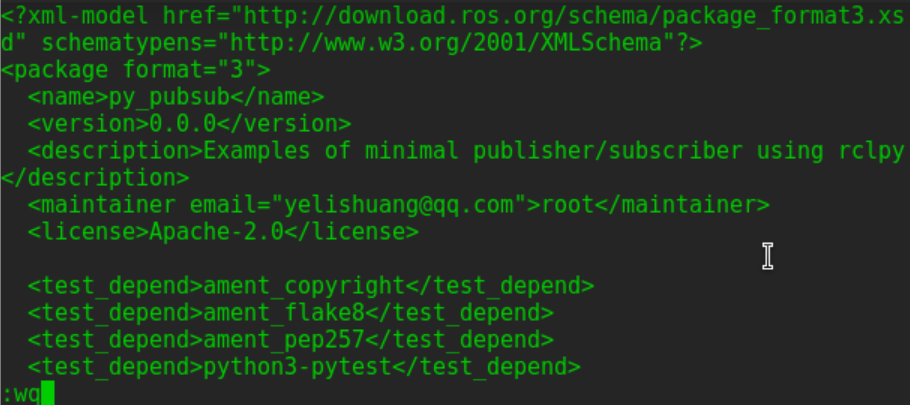 <?xml-model href="http://download.ros.org/schema/package_format3.xs
d" schematypens="http://www.w3.org/2001/XMLSchema"?>
<package format="3">
  <name>py_pubsub</name>
  <version>0.0.0</version>
  <description>Examples of minimal publisher/subscriber using rclpy
</description>
  <maintainer email="yelishuang@qq.com">root</maintainer>
  <license>Apache-2.0</license>

  <test_depend>ament_copyright</test_depend>
  <test_depend>ament_flake8</test_depend>
  <test_depend>ament_pep257</test_depend>
  <test_depend>python3-pytest</test_depend>
:wq